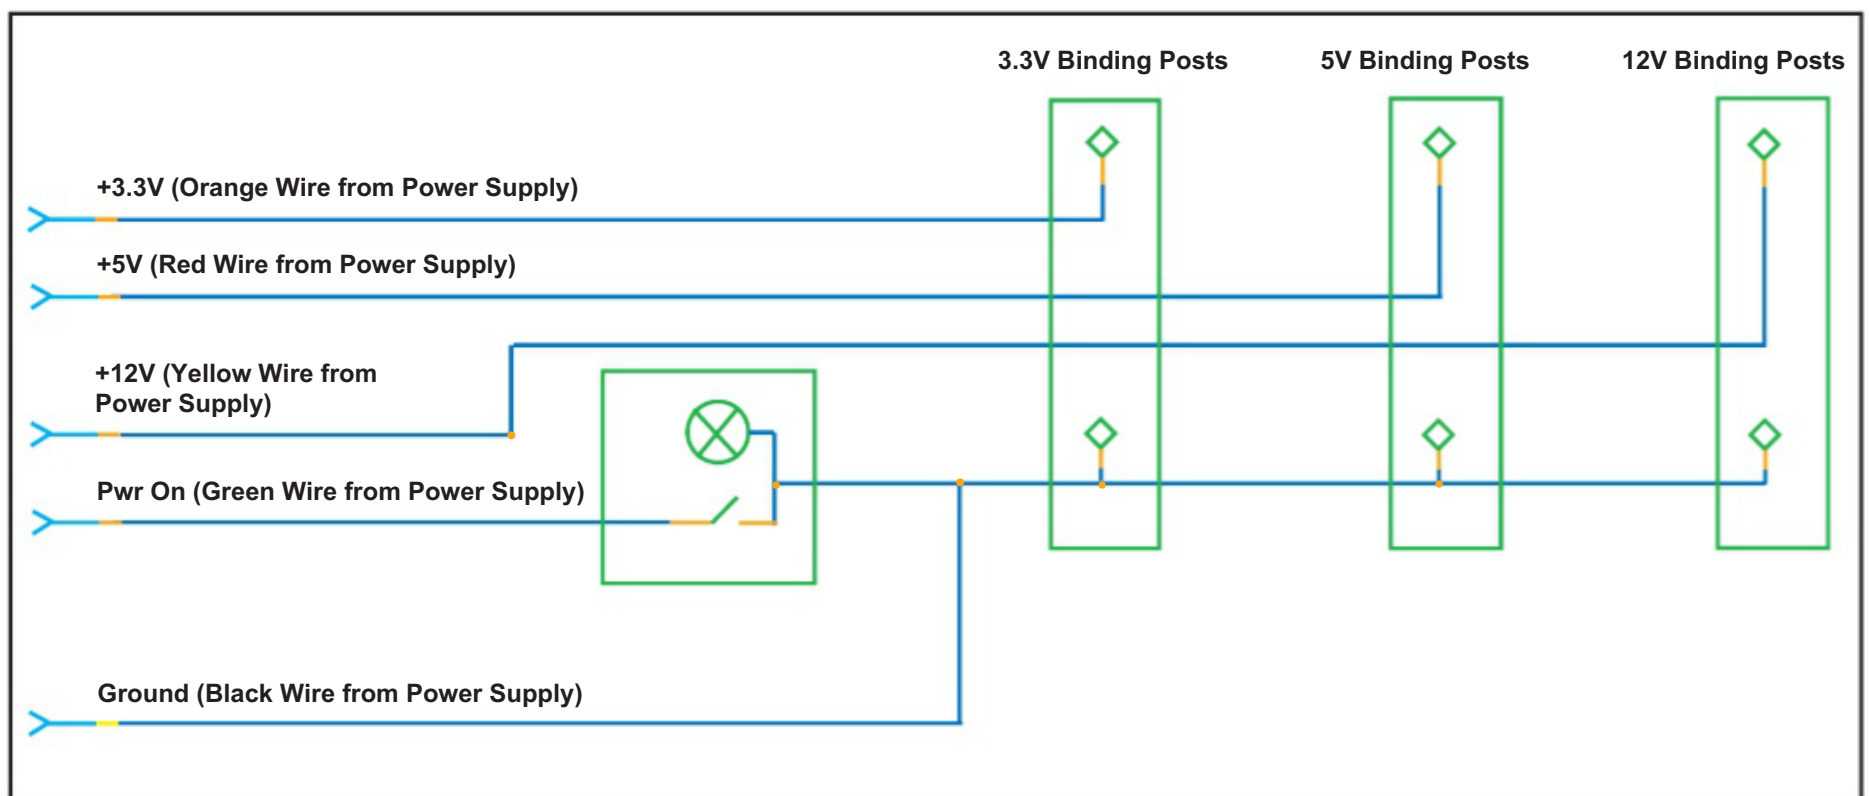 3.3V Binding Posts
5V Binding Posts
12V Binding Posts
+3.3V (Orange Wire from Power Supply)
+5V (Red Wire from Power Supply)
+12V (Yellow Wire from
Power Supply)
Pwr On (Green Wire from Power Supply)
Ground (Black Wire from Power Supply)